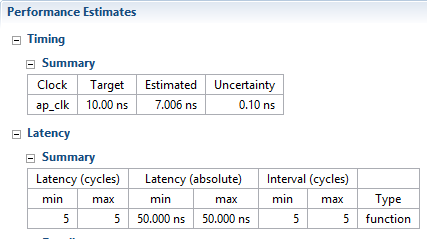 Performance Estimates
Timing
Summary
Clock Target Estimated Uncertainty
ap_clk 10.00 ns 7.006 ns 0.10 ns
Latency
Summary
Latency (cycles) Latency (absolute) Interval (cycles)
min max min max min max Type
5 5 50.000 ns 50.000 ns 5 5 function